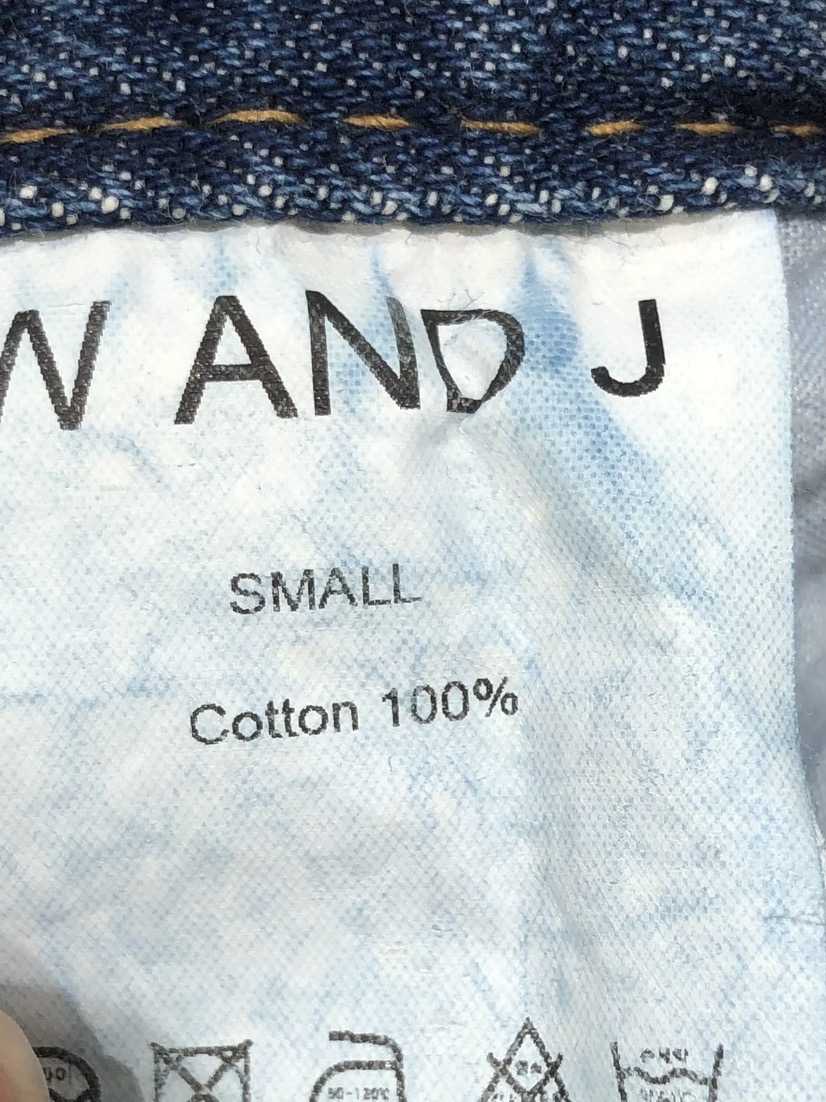 W AND J
SMALL
Cotton 100%